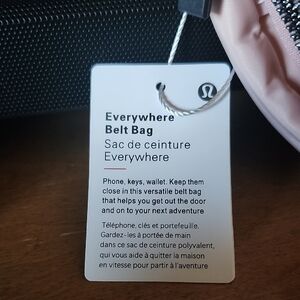 Everywhere
Belt Bag
Sac de ceinture
Everywhere
Phone, keys, wallet. Keep them
close in this versatile belt bag
that helps you get out the door
and on to your next adventure
Téléphone, clés et portefeuille.
Gardez-les à portée de main
dans ce sac de ceinture polyvalent,
qui vous aide à quitter la maison
en vitesse pour partir à l'aventure